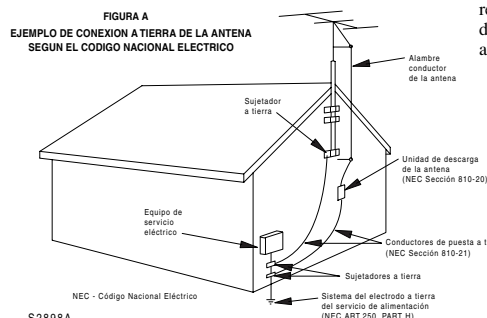 FIGURA A
EJEMPLO DE CONEXION A TIERRA DE LA ANTENA
SEGUN EL CODIGO NACIONAL ELECTRICO
Alambre
conductor
de la antena
Sujetador
a tierra
Unidad de descarga
de la antena
(NEC Sección 810-20)
Equipo de
servicio
eléctrico
Conductores de puesta a t
(NEC Sección 810-21)
Sujetadores a tierra
NEC - Código Nacional Eléctrico
Sistema del electrodo a tierra
del servicio de alimentación
(NEC ART 250, PART H)
S2898A